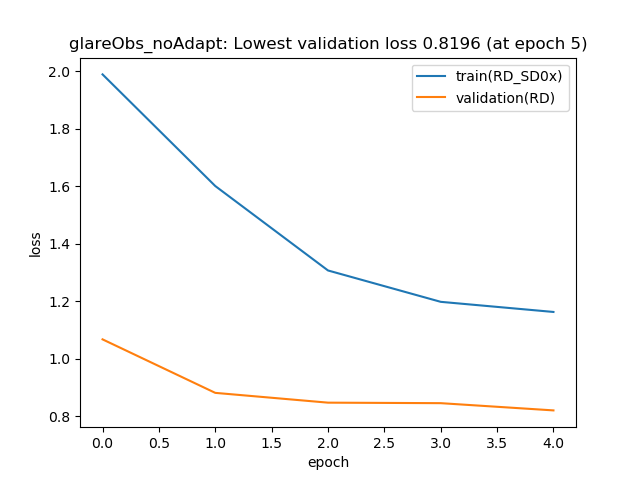 glareObs_noAdapt: Lowest validation loss 0.8196 (at epoch 5)
train(RD_SD0x)
validation(RD)
loss
2.0
1.8
1.6
1.4
1.2
1.0
0.8
0.0 0.5 1.0 1.5 2.0 2.5 3.0 3.5 4.0
epoch